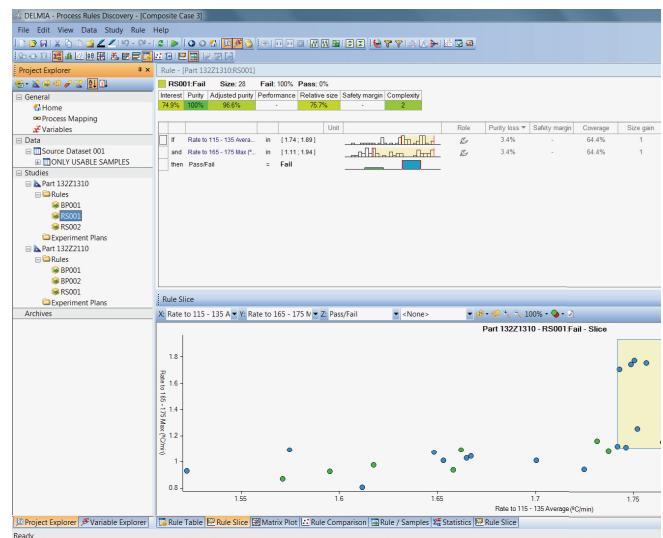 DELMIA - Process Rules Discovery - [Composite Case 3]
File Edit View Data Study Rule Help
Project Explorer
General
Home
Process Mapping
Variables
Data
Source Dataset 001
ONLY USABLE SAMPLES
Studies
Part 132Z1310
Rules
BP001
RS001
RS002
Experiment Plans
Part 132Z2110
Rules
BP001
BP002
RS001
Experiment Plans
Archives
Rule - [Part 132Z1310:RS001]
RS001:Fail Size: 28 Fail: 100% Pass: 0%
Interest Purity Adjusted purity Performance Relative size Safety margin Complexity
74.9% 100% 96.6% - 75.7% - 2
Unit Role Purity loss Safety margin Coverage Size gain
If Rate to 115 - 135 Avera... in [1.74 ; 1.89] 3.4% - 64.4% 1
and Rate to 165 - 175 Max (°... in [1.11 ; 1.94] 3.4% - 64.4% 1
then Pass/Fail = Fail
Rule Slice
X: Rate to 115 - 135 A Y: Rate to 165 - 175 M Z: Pass/Fail <None> 100%
Part 132Z1310 - RS001 Fail - Slice
Rate to 165 - 175 Max (°C/min)
1.8
1.6
1.4
1.2
1
0.8
1.55 1.6 1.65 1.7 1.75
Rate to 115 - 135 Average (°C/min)
Project Explorer Variable Explorer Rule Table Rule Slice Matrix Plot Rule Comparison Rule / Samples Statistics Rule Slice
Ready